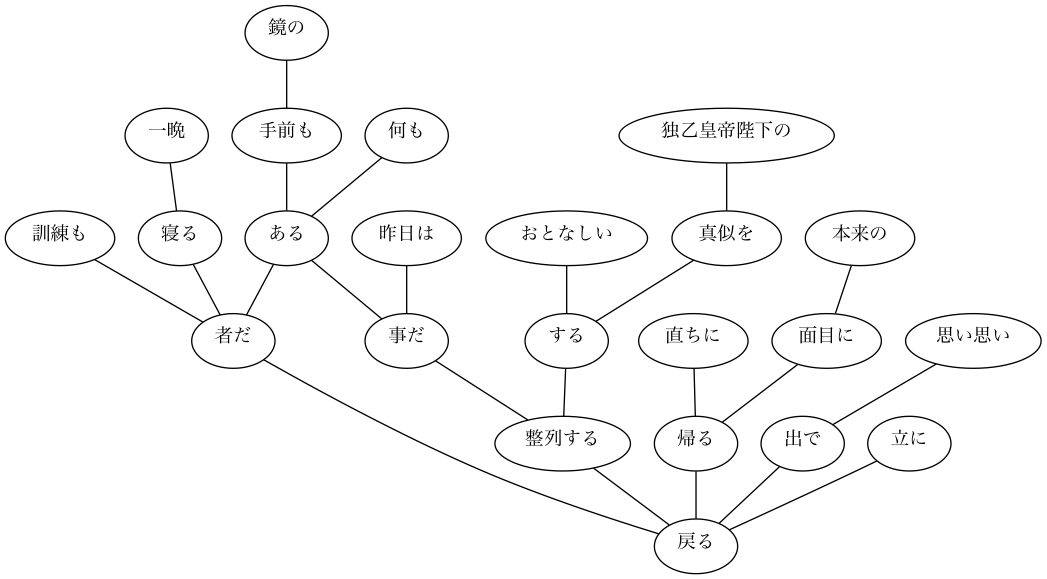 鏡の
一晩
手前も
何も
独乙皇帝陛下の
訓練も
寝る
ある
昨日は
おとなしい
真似を
本来の
者だ
事だ
する
直ちに
面目に
思い思い
整列する
帰る
出で
立に
戻る